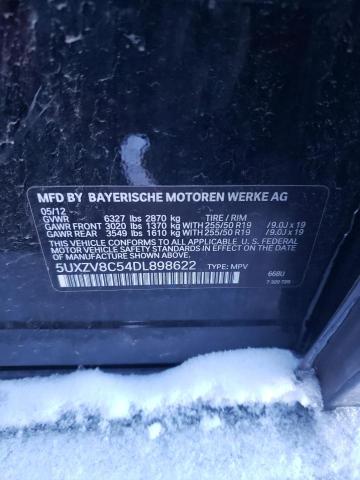 MFD BY BAYERISCHE MOTOREN WERKE AG
05/12
GVWR 6327 lbs 2870 kg TIRE / RIM
GAWR FRONT 3020 lbs 1370 kg WITH 255/50 R19 /9.0J x 19
GAWR REAR 3549 lbs 1610 kg WITH 255/50 R19 /9.0J x 19
THIS VEHICLE CONFORMS TO ALL APPLICABLE U.S. FEDERAL
MOTOR VEHICLE SAFETY STANDARDS IN EFFECT ON THE DATE OF
MANUFACTURE SHOWN ABOVE.
5UXZV8C54DL898622 TYPE: MPV 668U